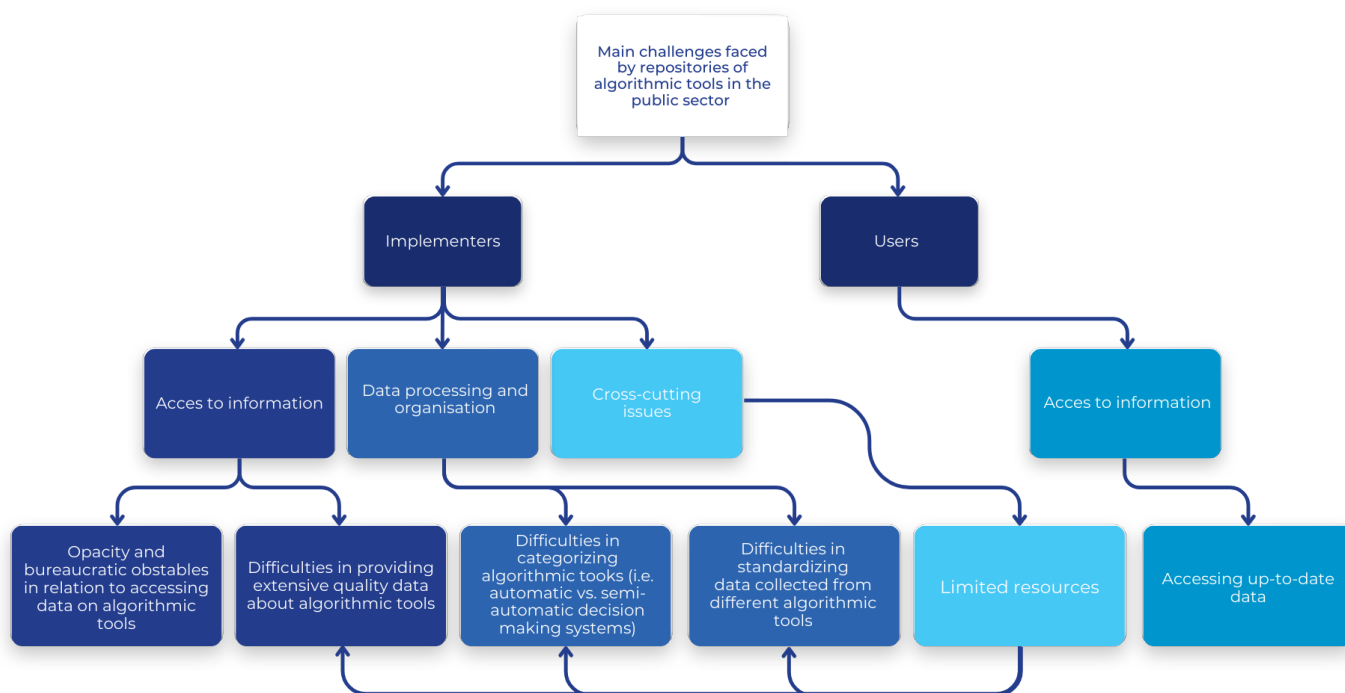 Main challenges faced
by repositories of
algorithmic tools in the
public sector
Implementers
Users
Acces to information
Data processing and
organisation
Cross-cutting
issues
Acces to information
Opacity and
bureaucratic obstables
in relation to accessing
data on algorithmic
tools
Difficulties in providing
extensive quality data
about algorithmic tools
Difficulties in
categorizing
algorithmic tooks (i.e.
automatic vs. semi-
automatic decision
making systems)
Difficulties in
standardizing
data collected from
different algorithmic
tools
Limited resources
Accessing up-to-date
data